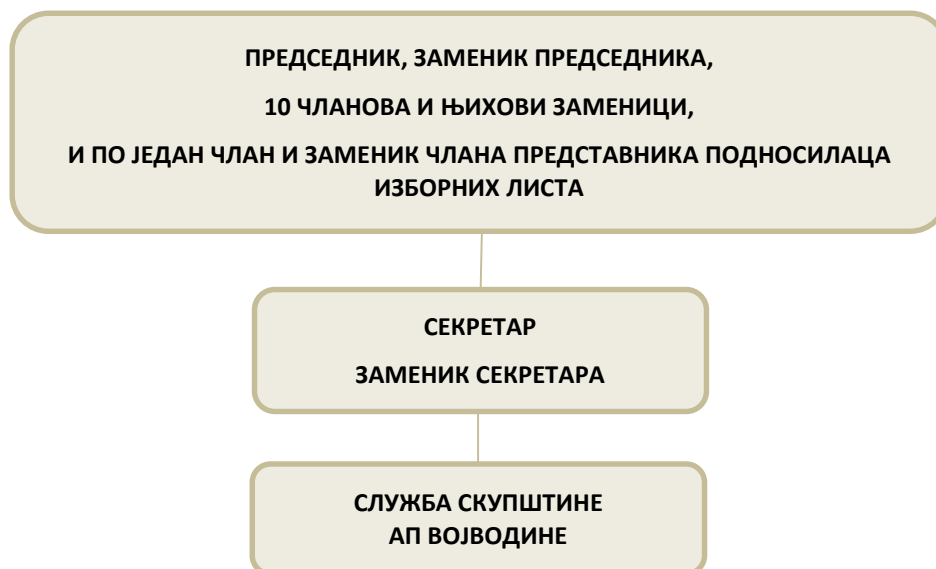 ПРЕДСЕДНИК, ЗАМЕНИК ПРЕДСЕДНИКА,
10 ЧЛАНОВА И ЊИХОВИ ЗАМЕНИЦИ,
И ПО ЈЕДАН ЧЛАН И ЗАМЕНИК ЧЛАНА ПРЕДСТАВНИКА ПОДНОСИЛАЦА
ИЗБОРНИХ ЛИСТА
СЕКРЕТАР
ЗАМЕНИК СЕКРЕТАРА
СЛУЖБА СКУПШТИНЕ
АП ВОЈВОДИНЕ